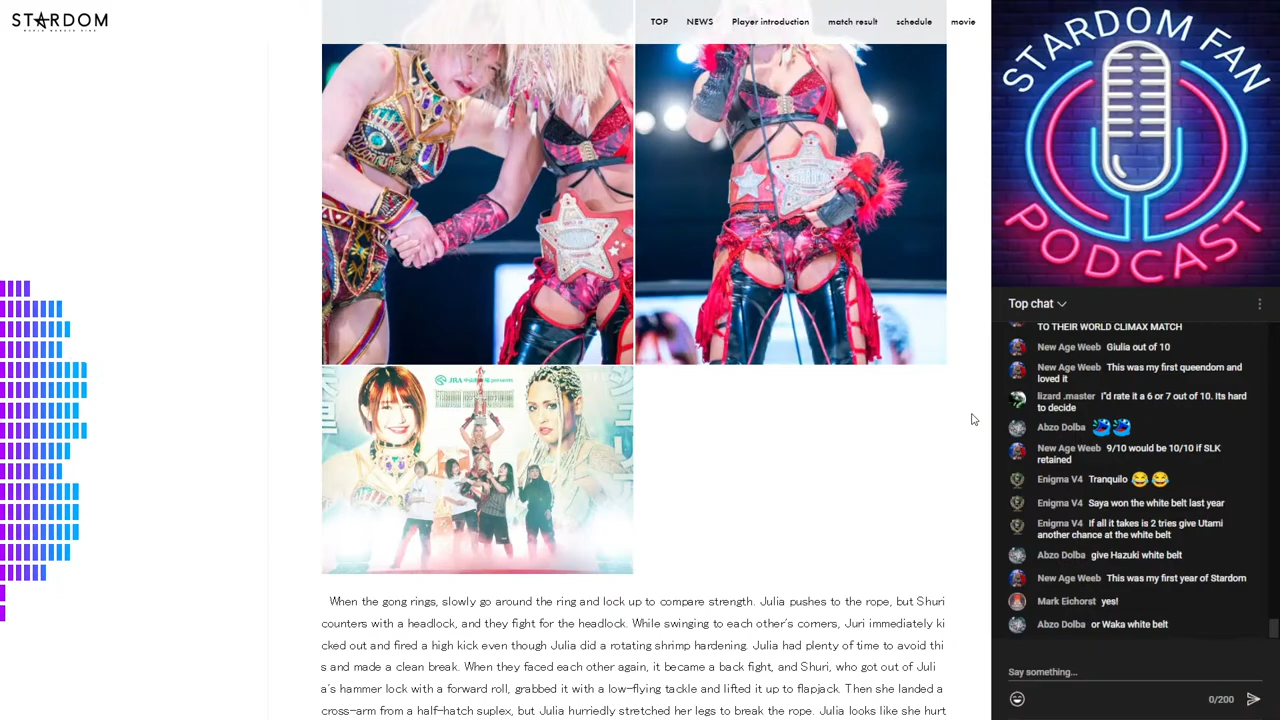 STARDOM
WORLD WONDER RING
TOP NEWS Player introduction match result schedule movie
STARDOM FAN
PODCAST
Top chat
TO THEIR WORLD CLIMAX MATCH
New Age Weeb Giulia out of 10
New Age Weeb This was my first queendom and
loved it
lizard .master I"d rate it a 6 or 7 out of 10. Its hard
to decide
Abzo Dolba
New Age Weeb 9/10 would be 10/10 if SLK
retained
Enigma V4 Tranquilo
Enigma V4 Saya won the white belt last year
Enigma V4 If all it takes is 2 tries give Utami
another chance at the white belt
Abzo Dolba give Hazuki white belt
New Age Weeb This was my first year of Stardom
Mark Eichorst yes!
Abzo Dolba or Waka white belt
Say something...
0/200
JRA presents
When the gong rings, slowly go around the ring and lock up to compare strength. Julia pushes to the rope, but Shuri
counters with a headlock, and they fight for the headlock. While swinging to each other's corners, Juri immediately ki
cked out and fired a high kick even though Julia did a rotating shrimp hardening. Julia had plenty of time to avoid thi
s and made a clean break. When they faced each other again, it became a back fight, and Shuri, who got out of Juli
a's hammer lock with a forward roll, grabbed it with a low-flying tackle and lifted it up to flapjack. Then she landed a
cross-arm from a half-hatch suplex, but Julia hurriedly stretched her legs to break the rope. Julia looks like she hurt